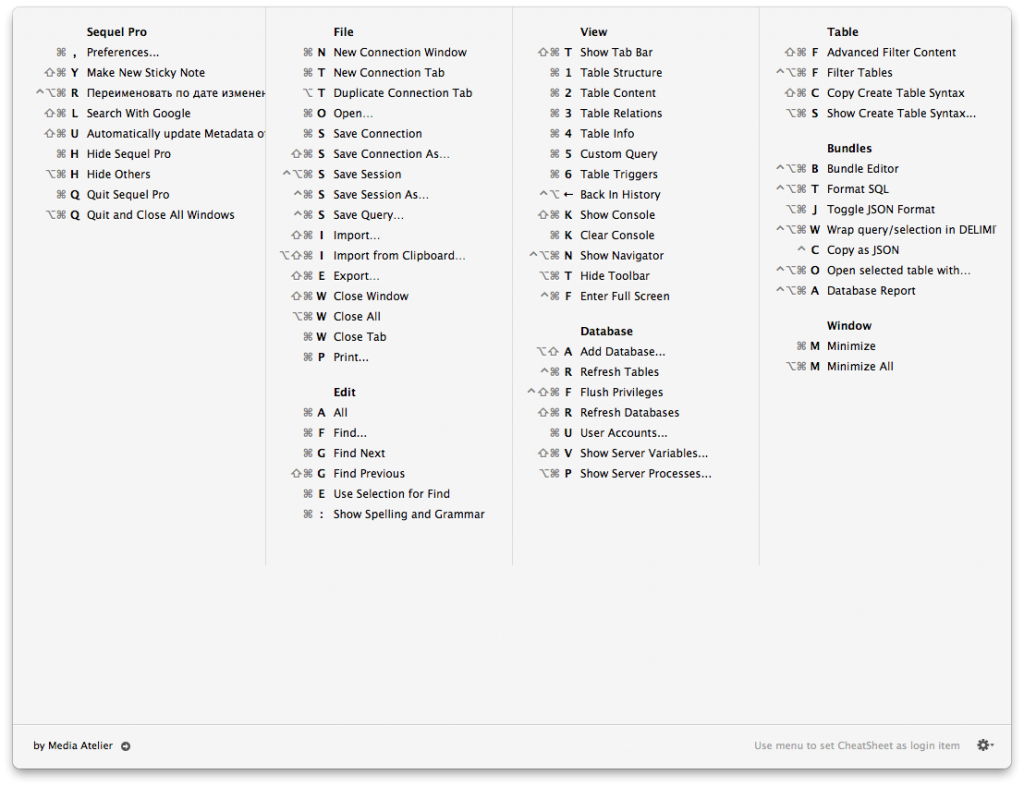 Sequel Pro
⌘ , Preferences...
⇧⌘ Y Make New Sticky Note
^⌥⌘ R Переименовать по дате изменен
⇧⌘ L Search With Google
⇧⌘ U Automatically update Metadata o
⌘ H Hide Sequel Pro
⌥⌘ H Hide Others
⌘ Q Quit Sequel Pro
⌥⌘ Q Quit and Close All Windows
File
⌘ N New Connection Window
⌘ T New Connection Tab
⌥ T Duplicate Connection Tab
⌘ O Open...
⌘ S Save Connection
⇧⌘ S Save Connection As...
^⌥⌘ S Save Session
^⌘ S Save Session As...
^⌘ S Save Query...
⇧⌘ I Import...
⌥⇧⌘ I Import from Clipboard...
⇧⌘ E Export...
⇧⌘ W Close Window
⌥⌘ W Close All
⌘ W Close Tab
⌘ P Print...
Edit
⌘ A All
⌘ F Find...
⌘ G Find Next
⇧⌘ G Find Previous
⌘ E Use Selection for Find
⌘ : Show Spelling and Grammar
View
⇧⌘ T Show Tab Bar
⌘ 1 Table Structure
⌘ 2 Table Content
⌘ 3 Table Relations
⌘ 4 Table Info
⌘ 5 Custom Query
⌘ 6 Table Triggers
^⌥ ← Back In History
⇧⌘ K Show Console
⌘ K Clear Console
^⌥⌘ N Show Navigator
⌥⌘ T Hide Toolbar
^⌘ F Enter Full Screen
Database
⌥⇧ A Add Database...
^⌘ R Refresh Tables
^⇧⌘ F Flush Privileges
⇧⌘ R Refresh Databases
⌘ U User Accounts...
⇧⌘ V Show Server Variables...
⌥⌘ P Show Server Processes...
Table
⇧⌘ F Advanced Filter Content
^⌥⌘ F Filter Tables
⇧⌘ C Copy Create Table Syntax
⌥⌘ S Show Create Table Syntax...
Bundles
^⌥⌘ B Bundle Editor
^⌥⌘ T Format SQL
⌥⌘ J Toggle JSON Format
^⌥⌘ W Wrap query/selection in DELIMI
^ C Copy as JSON
^⌥⌘ O Open selected table with...
^⌥⌘ A Database Report
Window
⌘ M Minimize
⌥⌘ M Minimize All
by Media Atelier
Use menu to set CheatSheet as login item